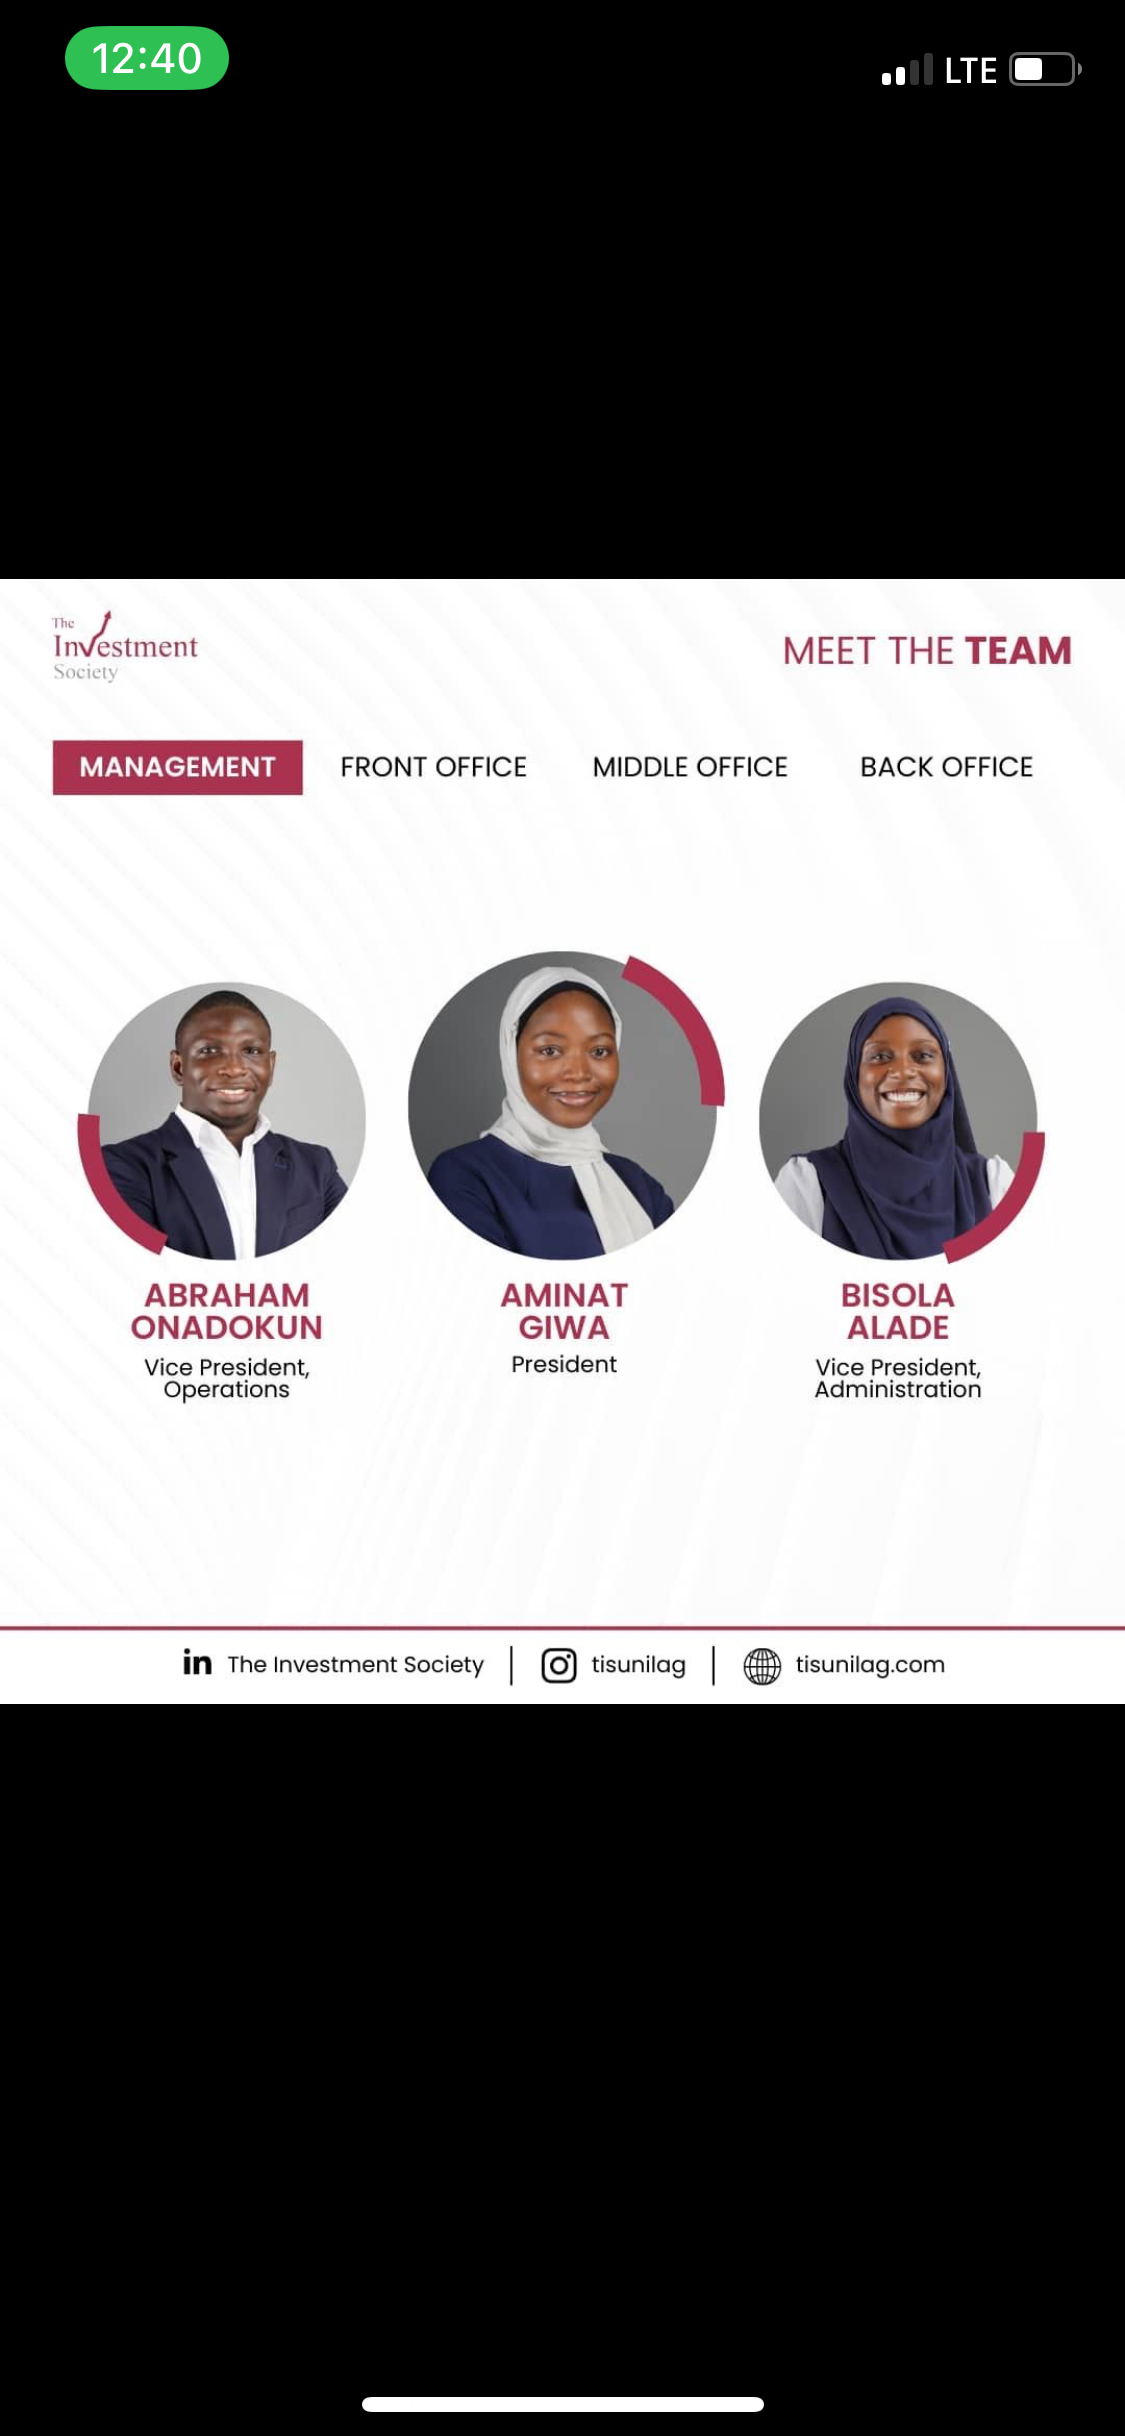 12:40
LTE
The
Investment
Society
MEET THE TEAM
MANAGEMENT
FRONT OFFICE
MIDDLE OFFICE
BACK OFFICE
ABRAHAM
ONADOKUN
Vice President,
Operations
AMINAT
GIWA
President
BISOLA
ALADE
Vice President,
Administration
in The Investment Society | tisunilag | tisunilag.com